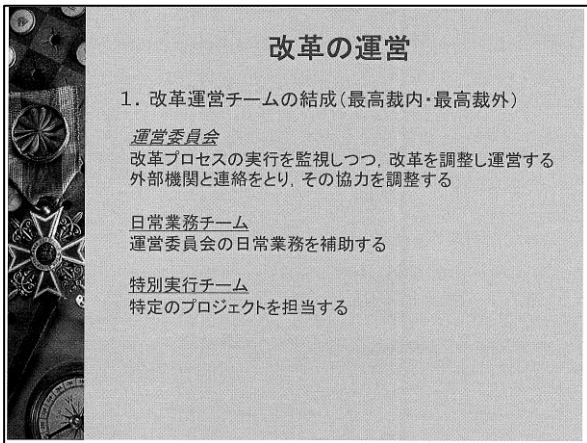 改革の運営
1. 改革運営チームの結成(最高裁内・最高裁外)
運営委員会
改革プロセスの実行を監視しつつ, 改革を調整し運営する
外部機関と連絡をとり, その協力を調整する
日常業務チーム
運営委員会の日常業務を補助する
特別実行チーム
特定のプロジェクトを担当する